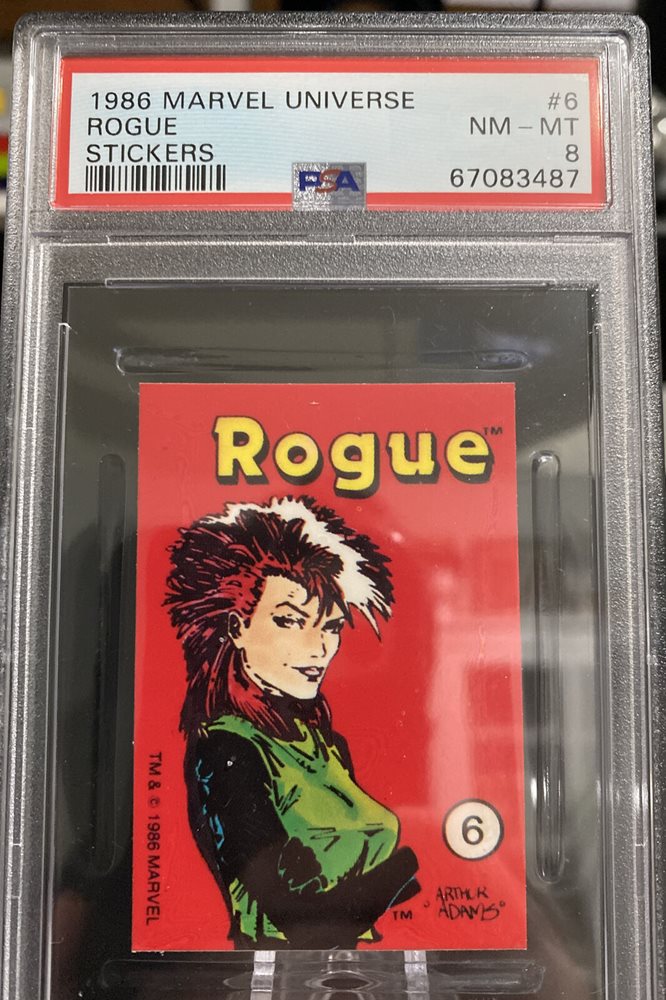 1986 MARVEL UNIVERSE #6
ROGUE NM - MT
STICKERS 8
PSA 67083487
Rogue™
TM & © 1986 MARVEL
6
TM "ARTHUR
ADAMS"